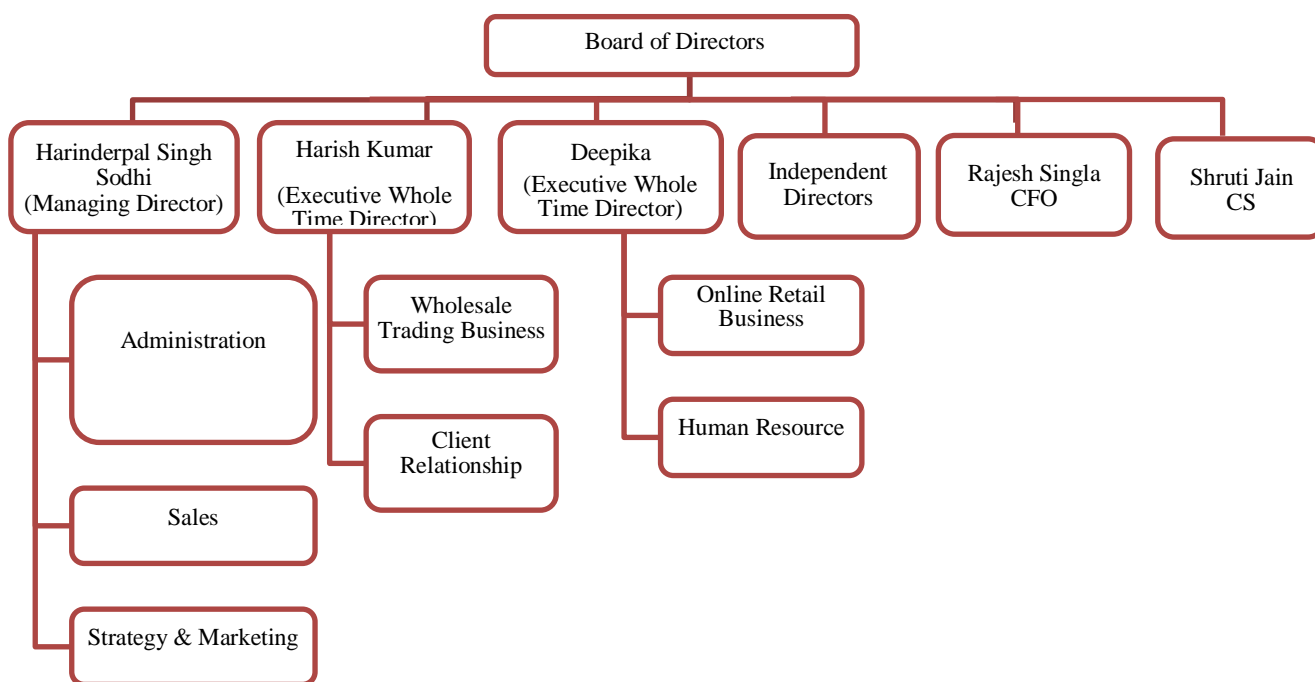 Board of Directors
Harinderpal Singh
Sodhi
(Managing Director)
Harish Kumar
(Executive Whole
Time Director)
Deepika
(Executive Whole
Time Director)
Independent
Directors
Rajesh Singla
CFO
Shruti Jain
CS
Administration
Sales
Strategy & Marketing
Wholesale
Trading Business
Client
Relationship
Online Retail
Business
Human Resource